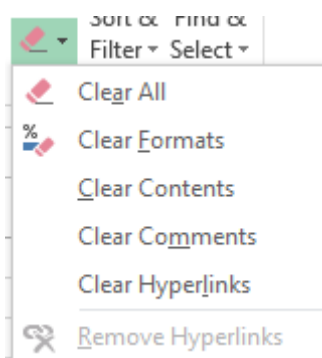 Sort & Find &
Filter Select
Clear All
%
Clear Formats
Clear Contents
Clear Comments
Clear Hyperlinks
Remove Hyperlinks